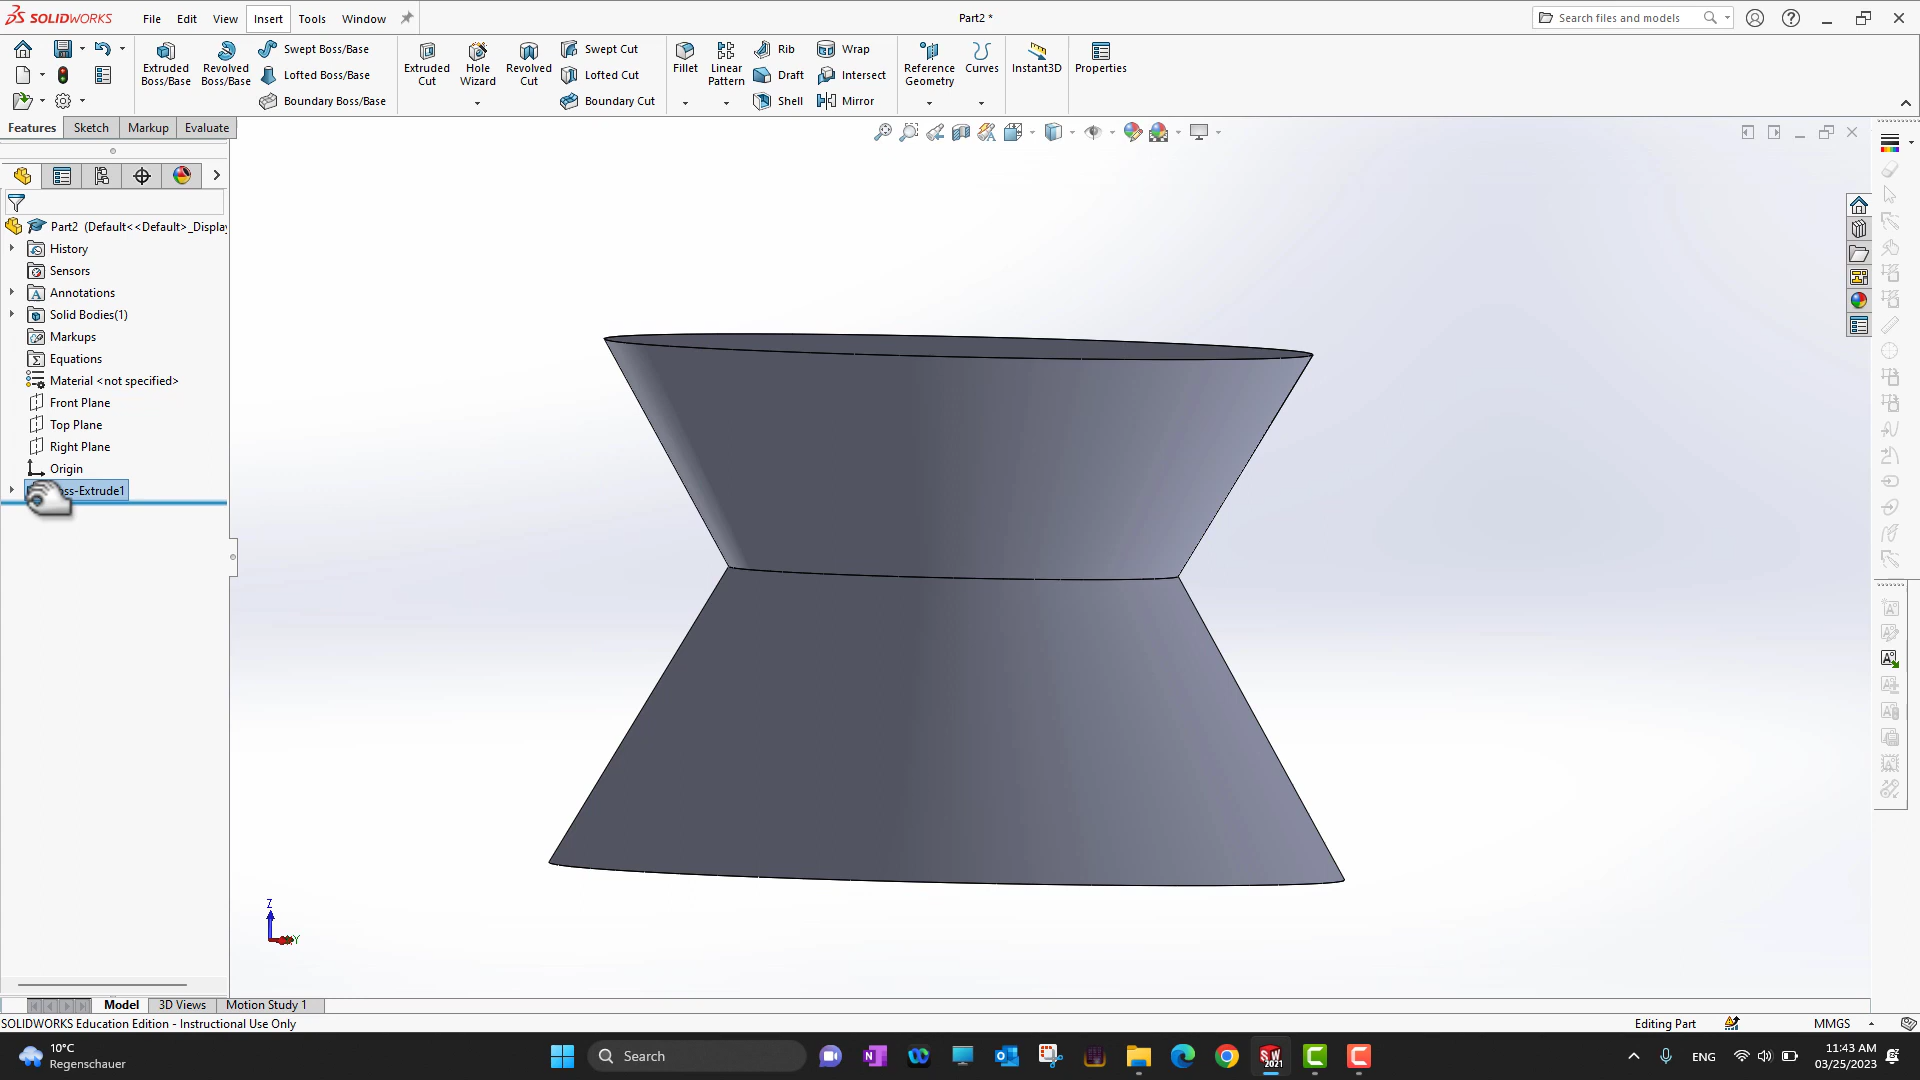 SOLIDWORKS File Edit View Insert Tools Window Part2 * Search files and models
Extruded Boss/Base
Revolved Boss/Base
Swept Boss/Base
Lofted Boss/Base
Boundary Boss/Base
Extruded Cut
Hole Wizard
Revolved Cut
Swept Cut
Lofted Cut
Boundary Cut
Fillet
Linear Pattern
Rib
Draft
Shell
Wrap
Intersect
Mirror
Reference Geometry
Curves
Instant3D
Properties
Features Sketch Markup Evaluate
Part2 (Default<<Default>_Display
History
Sensors
Annotations
Solid Bodies(1)
Markups
Equations
Material <not specified>
Front Plane
Top Plane
Right Plane
Origin
oss-Extrude1
Z
Y
Model 3D Views Motion Study 1
SOLIDWORKS Education Edition - Instructional Use Only Editing Part MMGS
10°C
Regenschauer
Search
SW
2021
ENG
11:43 AM
03/25/2023